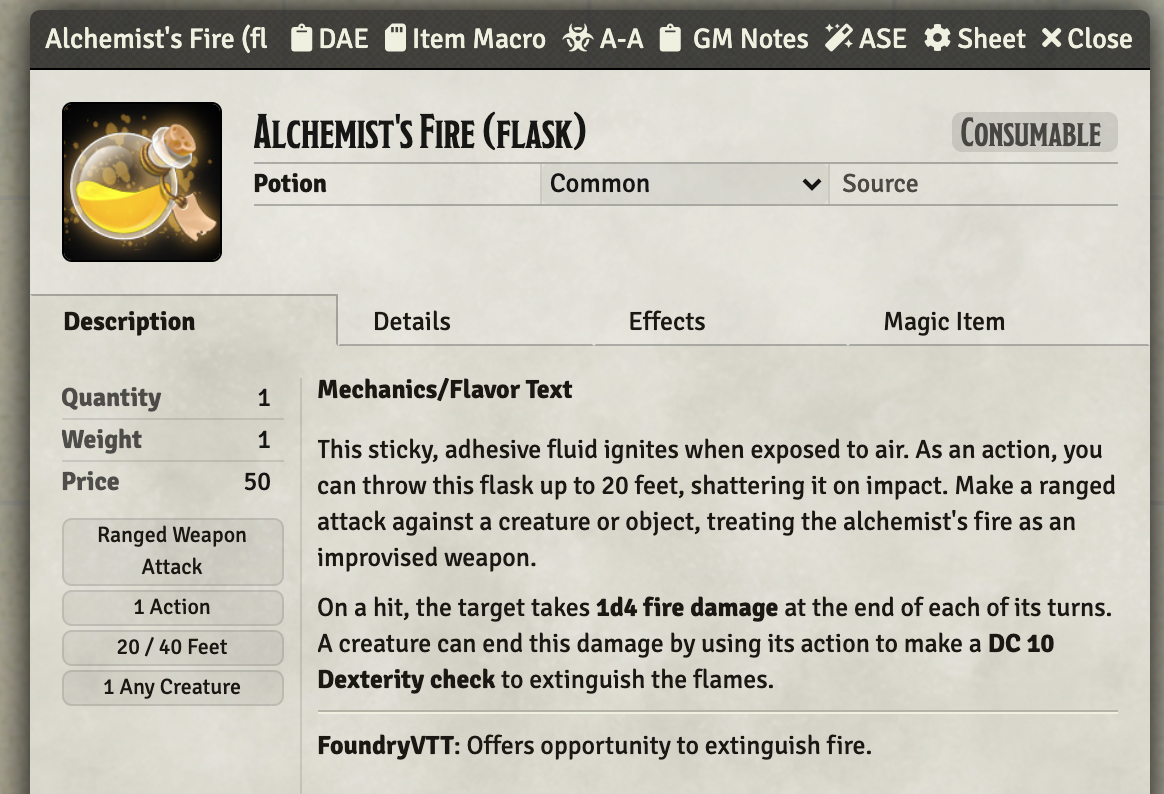 Alchemist's Fire (fl DAE Item Macro A-A GM Notes ASE Sheet Close
Alchemist's Fire (flask) Consumable
Potion Common Source
Description Details Effects Magic Item
Quantity 1
Weight 1
Price 50
Ranged Weapon
Attack
1 Action
20 / 40 Feet
1 Any Creature
Mechanics/Flavor Text
This sticky, adhesive fluid ignites when exposed to air. As an action, you
can throw this flask up to 20 feet, shattering it on impact. Make a ranged
attack against a creature or object, treating the alchemist's fire as an
improvised weapon.
On a hit, the target takes 1d4 fire damage at the end of each of its turns.
A creature can end this damage by using its action to make a DC 10
Dexterity check to extinguish the flames.
FoundryVTT: Offers opportunity to extinguish fire.